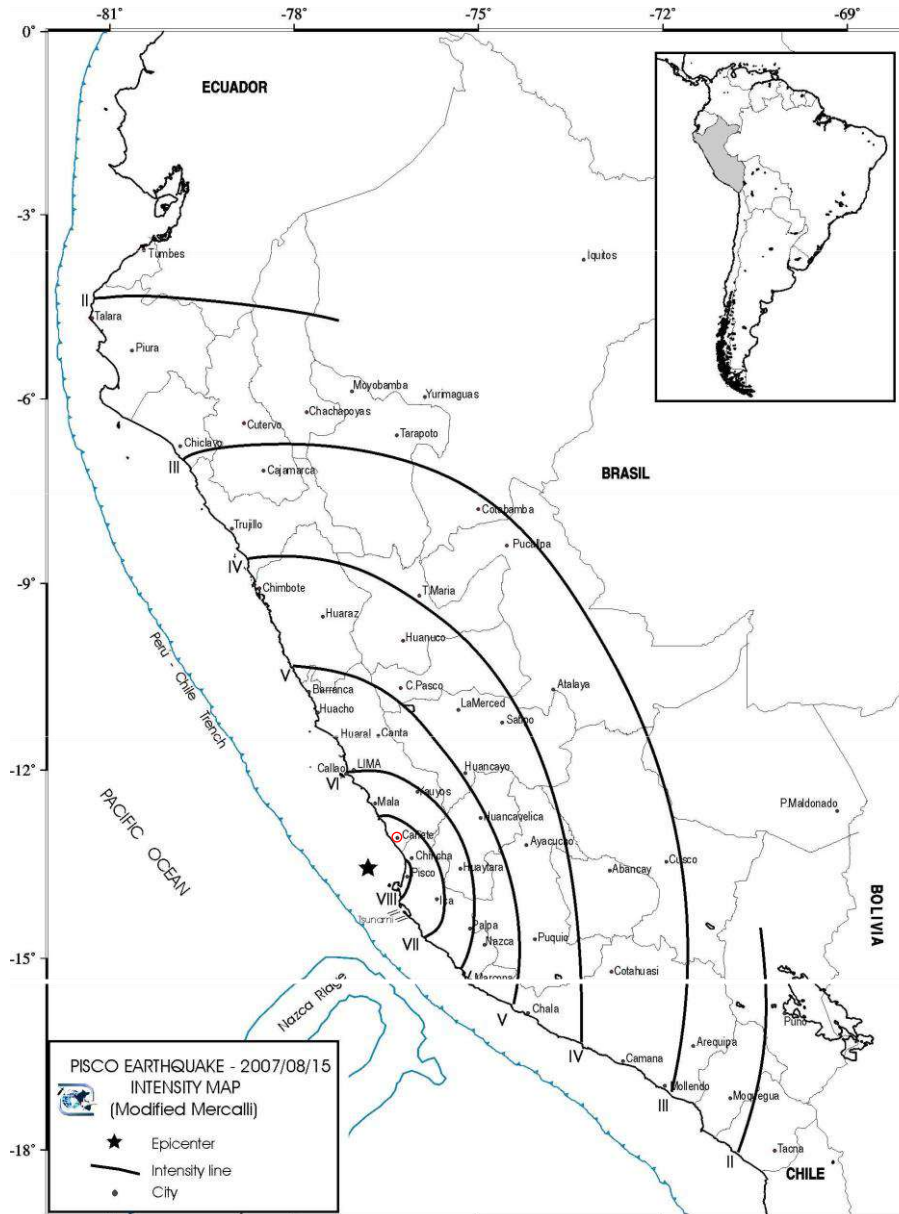 -81 -78 -75 -72 -69
0°
ECUADOR
-3°
Tumbes
Iquitos
II
Talara
Piura
-6°
Moyobamba
Yurimaguas
Chachapoyas
Cutervo
Tarapoto
Chiclayo
III
Cajamarca
BRASIL
Cotabamba
Trujillo
Pucallpa
IV
-9°
Chimbote
T.Maria
Huaraz
Huanuco
Perú - Chile Trench
V
Barranca
C.Pasco
Atalaya
LaMerced
Huacho
Satipo
Huaral
Canta
-12°
Callao
LIMA
Huancayo
VI
Yauyos
Mala
P.Maldonado
PACIFIC OCEAN
Huancavelica
Cañete
Ayacucho
Chincha
Cusco
Pisco
Huaytara
Abancay
BOLIVIA
VIII
Ica
Tsunami
Palpa
VII
Nazca
Puquio
-15°
Marcona
Cotahuasi
Nazca Ridge
V
Chala
Puno
IV
Arequipa
Camana
Mollendo
III
Moquegua
II
Tacna
-18°
CHILE
PISCO EARTHQUAKE - 2007/08/15
INTENSITY MAP
(Modified Mercalli)
Epicenter
Intensity line
City